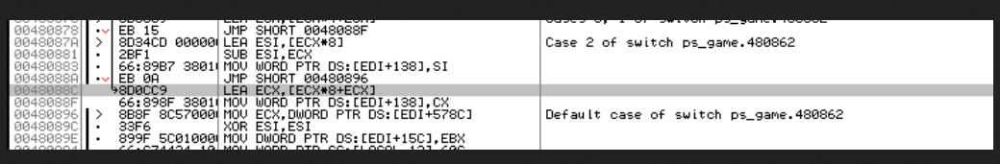 00480878 EB 15 JMP SHORT 0048088F
0048087A > 8D34CD 00000 LEA ESI,[ECX*8] Case 2 of switch ps_game.480862
00480881 . 2BF1 SUB ESI,ECX
00480883 . 66:89B7 3801 MOV WORD PTR DS:[EDI+138],SI
0048088A . EB 0A JMP SHORT 00480896
0048088C 8D0CC9 LEA ECX,[ECX*8+ECX]
0048088F 66:898F 3801 MOV WORD PTR DS:[EDI+138],CX
00480896 > 8B8F 8C57000 MOV ECX,DWORD PTR DS:[EDI+578C] Default case of switch ps_game.480862
0048089C . 33F6 XOR ESI,ESI
0048089E . 899F 5C01000 MOV DWORD PTR DS:[EDI+15C],EBX